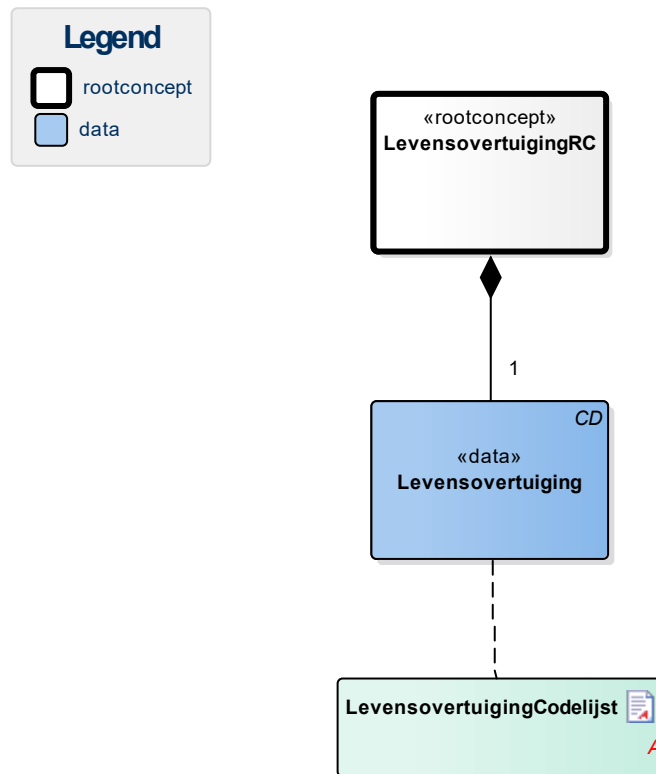 Legend
rootconcept
data
«rootconcept»
LevensovertuigingRC
1
CD
«data»
Levensovertuiging
LevensovertuigingCodelijst
A